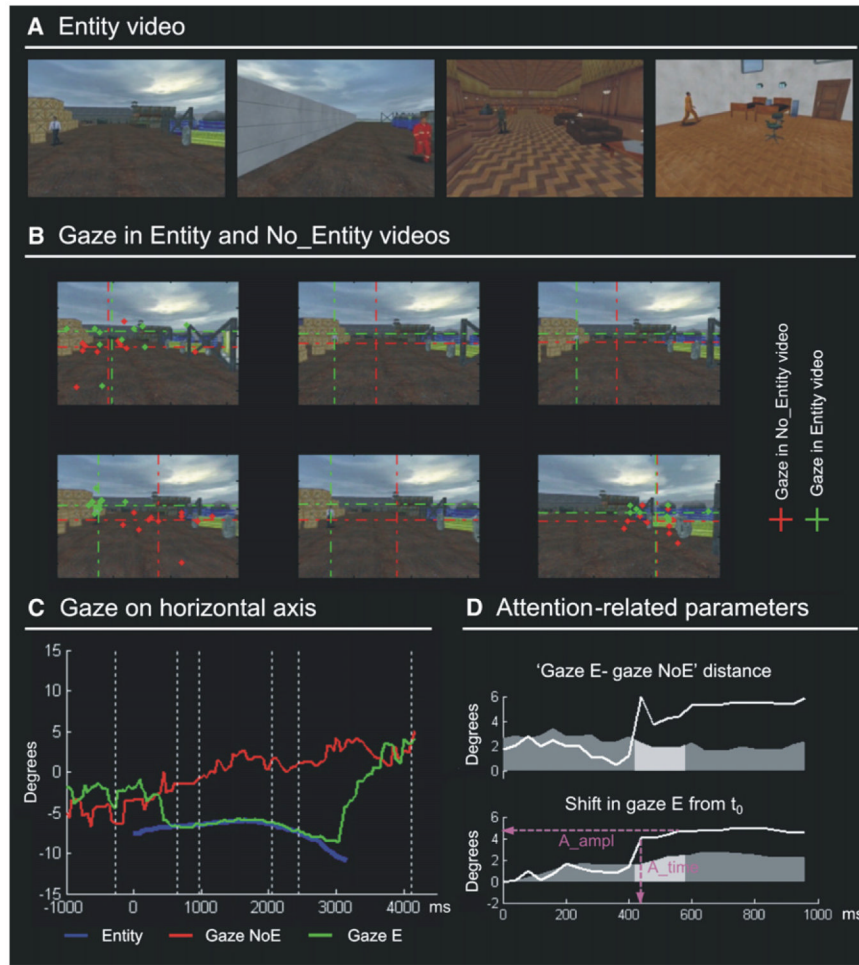 A Entity video
B Gaze in Entity and No_Entity videos
Gaze in No_Entity video
Gaze in Entity video
C Gaze on horizontal axis
15
10
5
0
-5
-10
-15
Degrees
-1000 0 1000 2000 3000 4000 ms
Entity Gaze NoE Gaze E
D Attention-related parameters
'Gaze E- gaze NoE' distance
6
4
2
0
Degrees
Shift in gaze E from t0
6
4
2
0
-2
Degrees
A_ampl
A_time
0 200 400 600 800 1000 ms